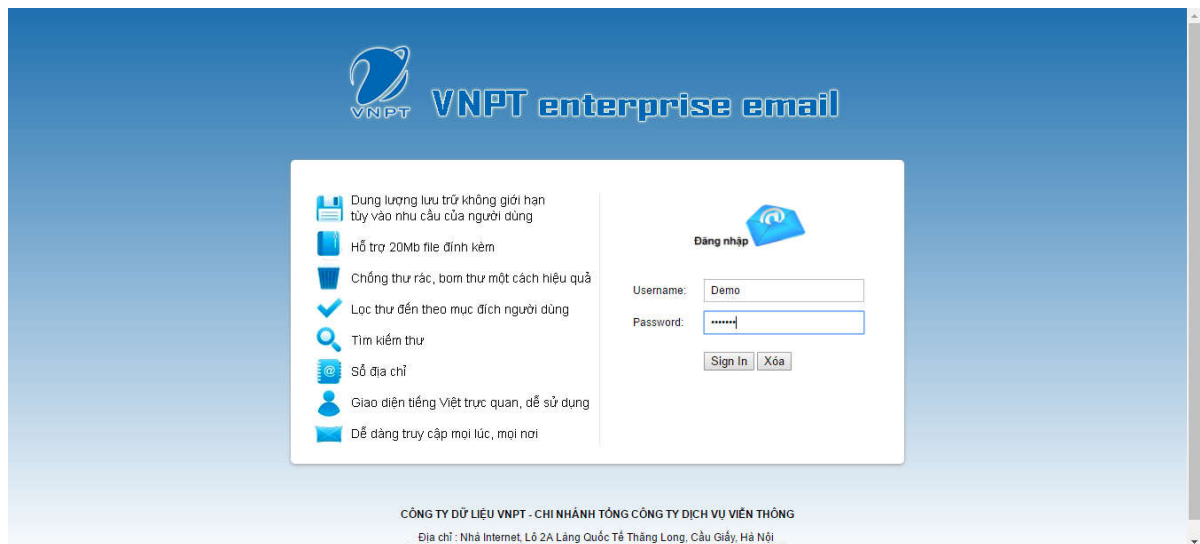 VNPT
VNPT enterprise email
Dung lượng lưu trữ không giới hạn
tùy vào nhu cầu của người dùng
Hỗ trợ 20Mb file đính kèm
Chống thư rác, bom thư một cách hiệu quả
Lọc thư đến theo mục đích người dùng
Tìm kiếm thư
Sổ địa chỉ
Giao diện tiếng Việt trực quan, dễ sử dụng
Dễ dàng truy cập mọi lúc, mọi nơi
@
Đăng nhập
Username: Demo
Password: •••••••
Sign In Xóa
CÔNG TY DỮ LIỆU VNPT - CHI NHÁNH TỔNG CÔNG TY DỊCH VỤ VIỄN THÔNG
Địa chỉ : Nhà Internet, Lô 2A Làng Quốc Tế Thăng Long, Cầu Giấy, Hà Nội